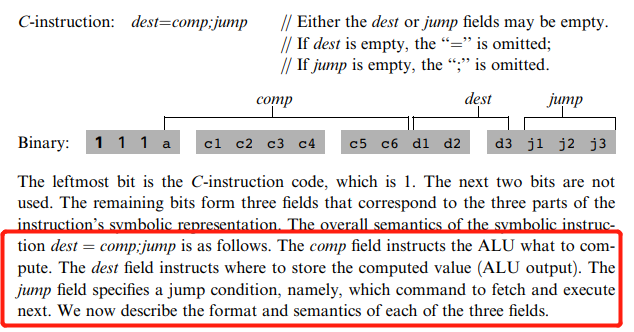 C-instruction: dest=comp;jump // Either the dest or jump fields may be empty.
// If dest is empty, the “=” is omitted;
// If jump is empty, the “;” is omitted.
comp dest jump
Binary: 1 1 1 a c1 c2 c3 c4 c5 c6 d1 d2 d3 j1 j2 j3
The leftmost bit is the C-instruction code, which is 1. The next two bits are not
used. The remaining bits form three fields that correspond to the three parts of the
instruction’s symbolic representation. The overall semantics of the symbolic instruc-
tion dest = comp;jump is as follows. The comp field instructs the ALU what to com-
pute. The dest field instructs where to store the computed value (ALU output). The
jump field specifies a jump condition, namely, which command to fetch and execute
next. We now describe the format and semantics of each of the three fields.